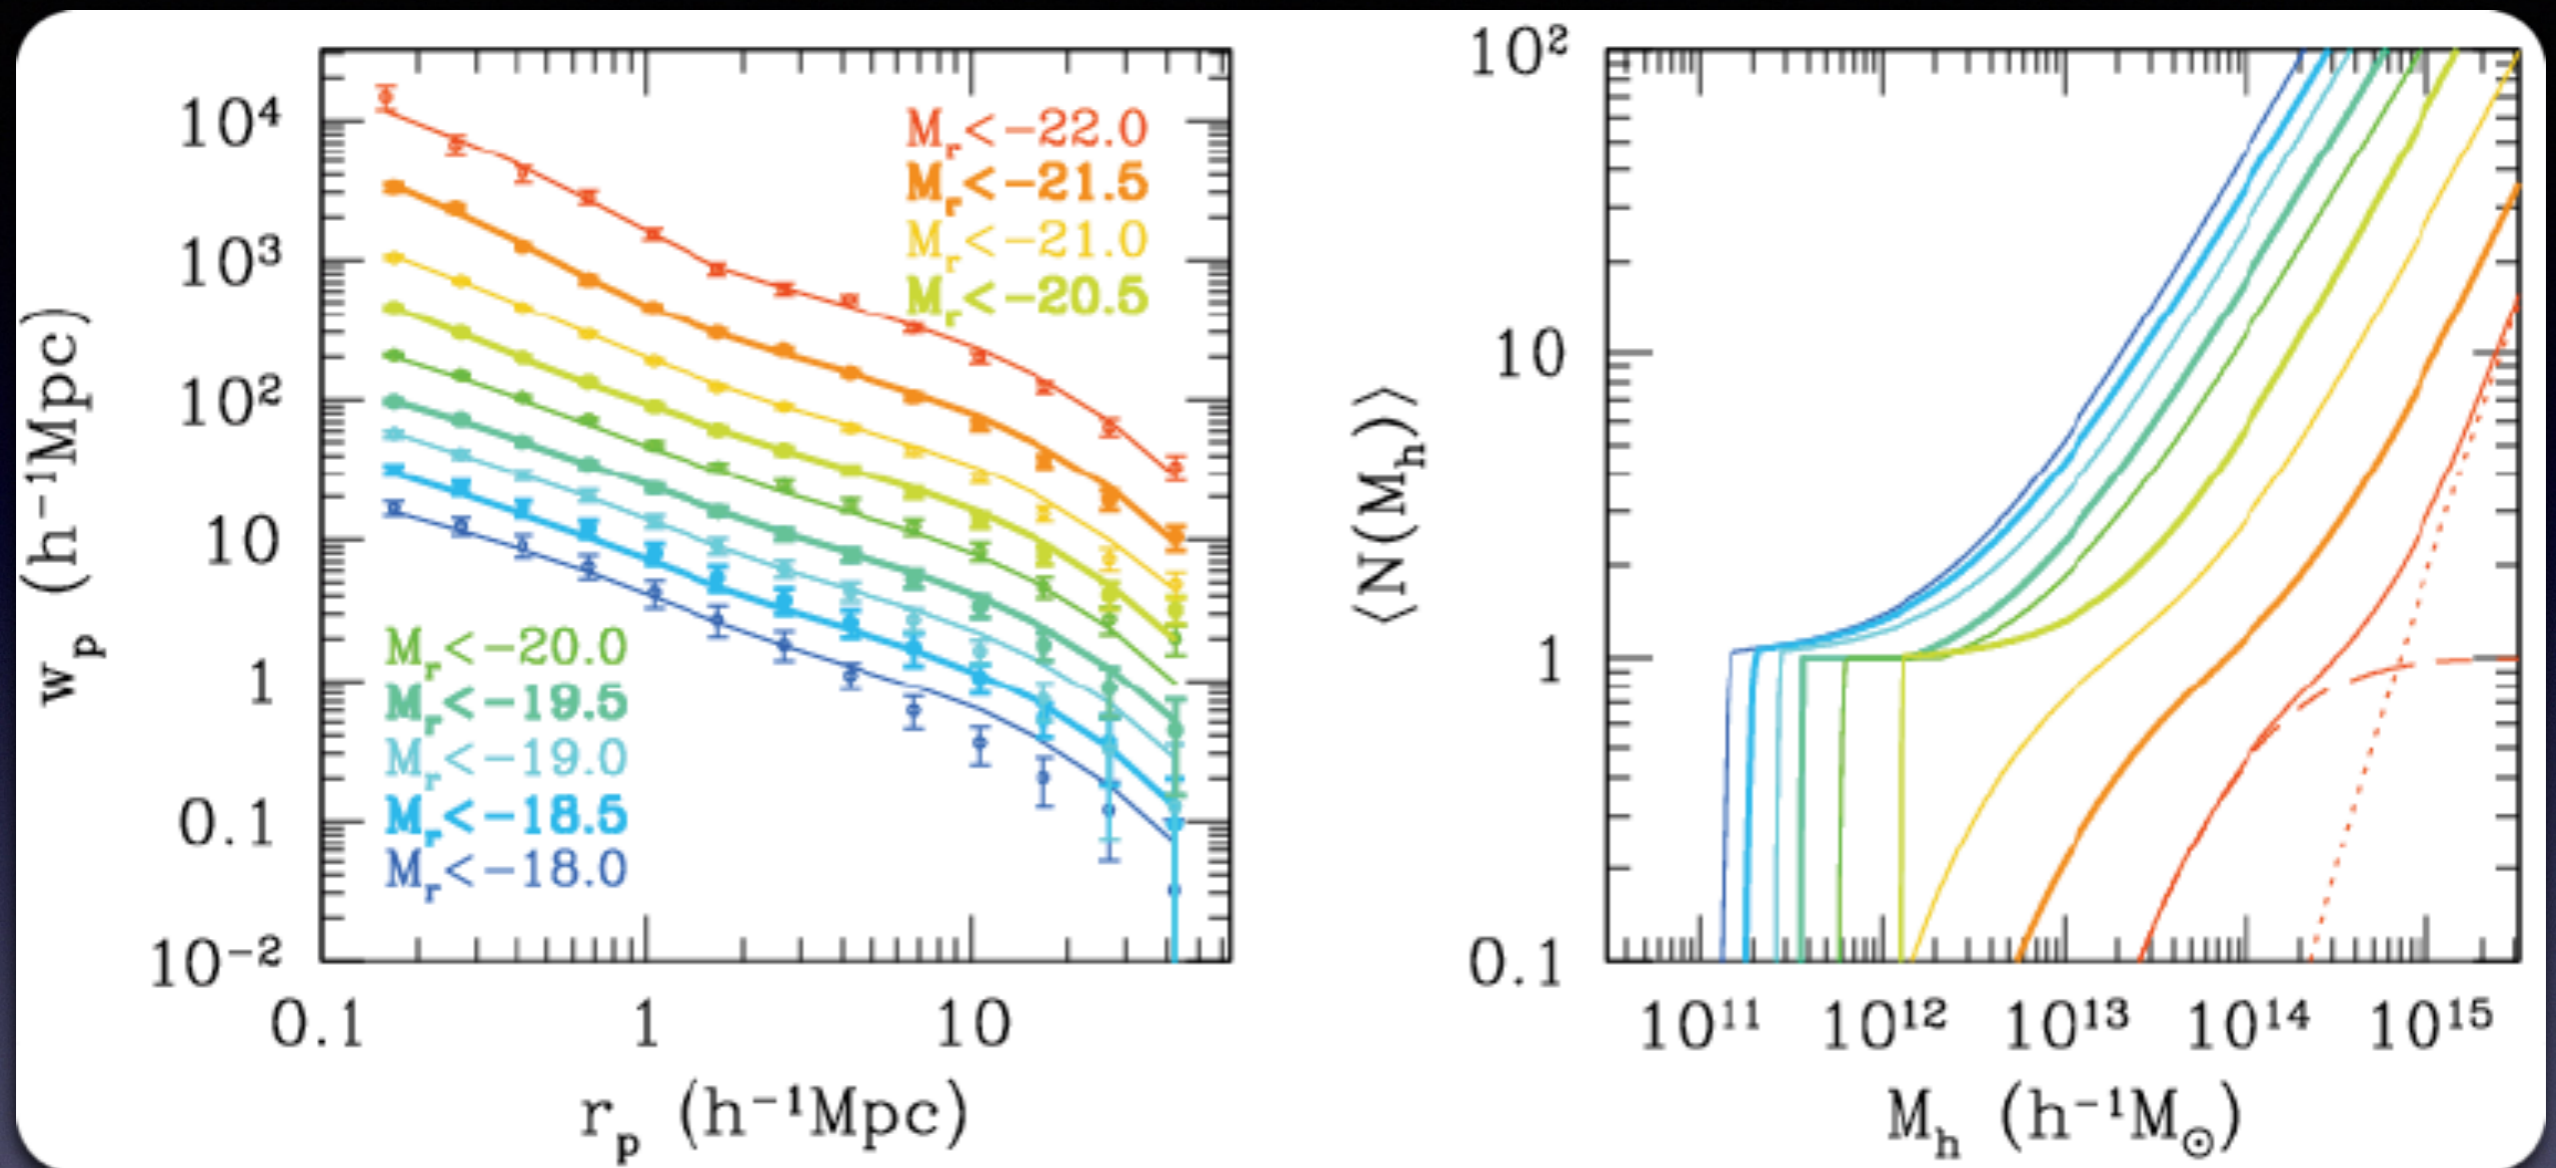 10⁴
10³
10²
10
1
0.1
10⁻²
w_p (h⁻¹Mpc)
M_r<-22.0
M_r<-21.5
M_r<-21.0
M_r<-20.5
M_r<-20.0
M_r<-19.5
M_r<-19.0
M_r<-18.5
M_r<-18.0
0.1 1 10
r_p (h⁻¹Mpc)
10²
10
1
0.1
⟨N(M_h)⟩
10¹¹ 10¹² 10¹³ 10¹⁴ 10¹⁵
M_h (h⁻¹M_⊙)